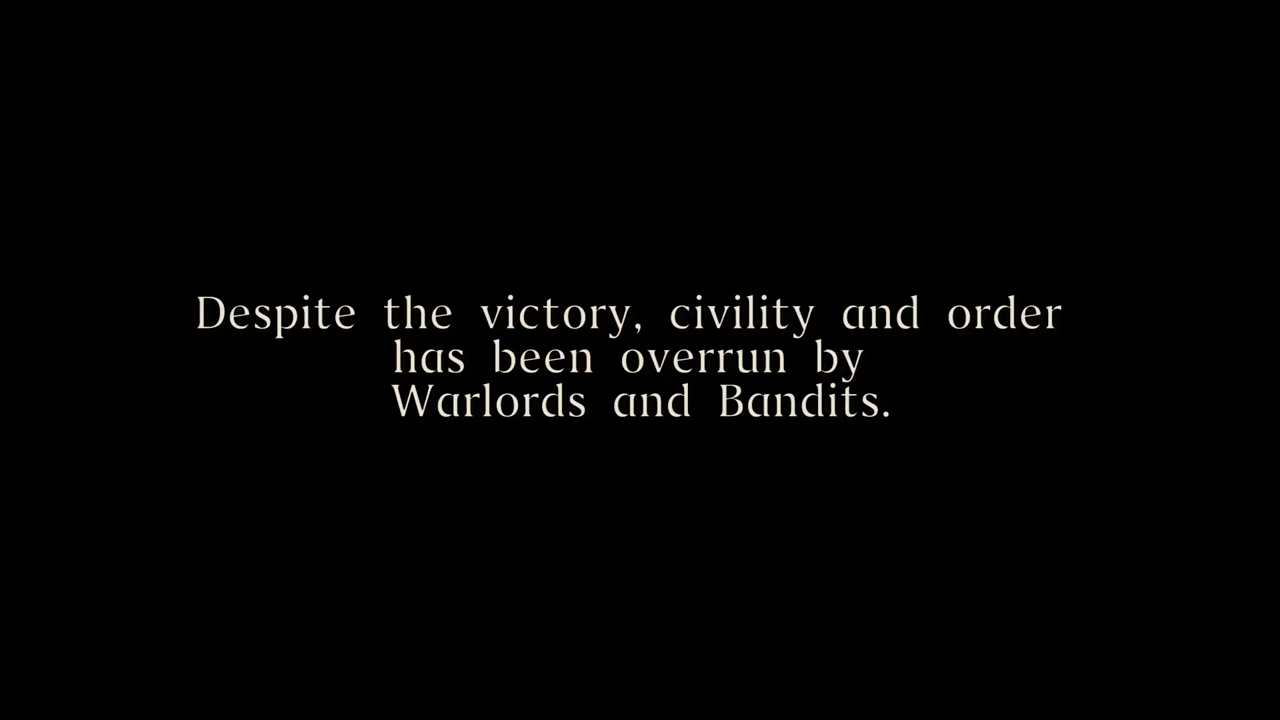 Despite the victory, civility and order
has been overrun by
Warlords and Bandits.